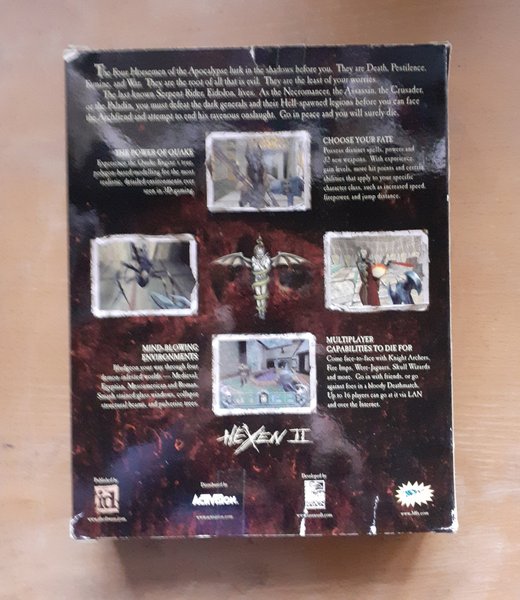 The Four Horsemen of the Apocalypse lurk in the shadows before you. They are Death, Pestilence,
Famine, and War. They are the root of all that is evil. They are the least of your worries.
The last known Serpent Rider, Eidolon, lives. As the Necromancer, the Assassin, the Crusader,
or the Paladin, you must defeat the dark generals and their Hell-spawned legions before you can face
the Archfiend and attempt to end his ravenous onslaught. Go in peace and you will surely die.
THE POWER OF QUAKE
Experience the Quake Engine's true,
polygon-based modelling, for the most
realistic, detailed environments ever
seen in 3D gaming.
CHOOSE YOUR FATE
Possess distinct spells, powers and
32 new weapons. With experience,
gain levels, more hit points and certain
abilities that apply to your specific
character class, such as increased speed,
firepower, and jump distance.
MIND-BLOWING
ENVIRONMENTS
Bludgeon your way through four
demon-infested worlds — Medieval,
Egyptian, Mesoamerican and Roman.
Smash stained-glass windows, collapse
structural beams, and pulverize trees.
MULTIPLAYER
CAPABILITIES TO DIE FOR
Come face-to-face with Knight Archers,
Fire Imps, Were-Jaguars, Skull Wizards
and more. Go in with friends, or go
against foes in a bloody Deathmatch.
Up to 16 players can go at it via LAN
and over the Internet.
HEXEN II
Published by
id
www.idsoftware.com
Distributed by
ACTIVISION
www.activision.com
Developed by
www.ravensoft.com